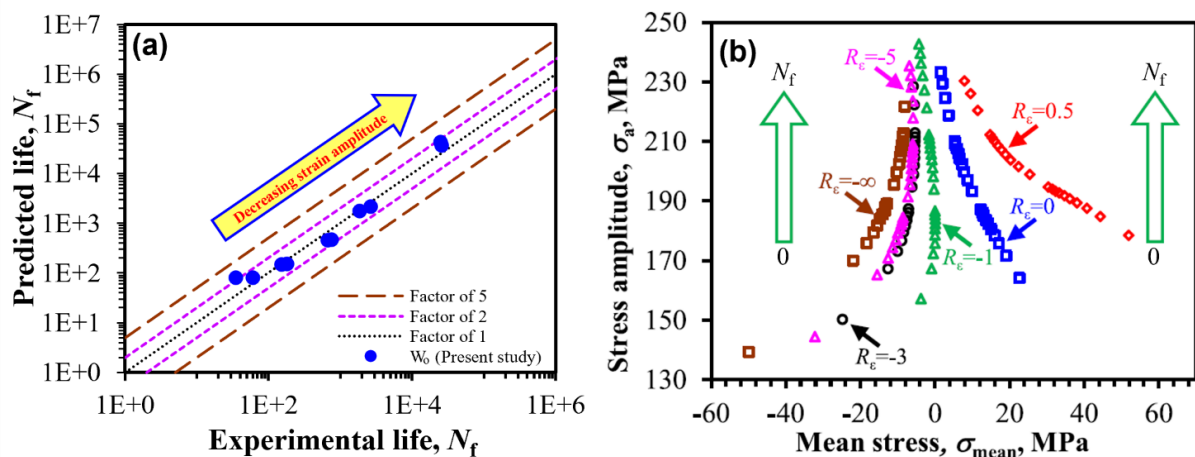 (a)
1E+7
1E+6
1E+5
1E+4
1E+3
1E+2
1E+1
1E+0
Predicted life, Nf
Decreasing strain amplitude
Factor of 5
Factor of 2
Factor of 1
W₀ (Present study)
1E+0 1E+2 1E+4 1E+6
Experimental life, Nf
(b)
250
230
210
190
170
150
130
Stress amplitude, σa, MPa
Nf
0
Rε=-5
Rε=0.5
Rε=-∞
Rε=0
Rε=-1
Rε=-3
Nf
0
-60 -40 -20 0 20 40 60
Mean stress, σmean, MPa